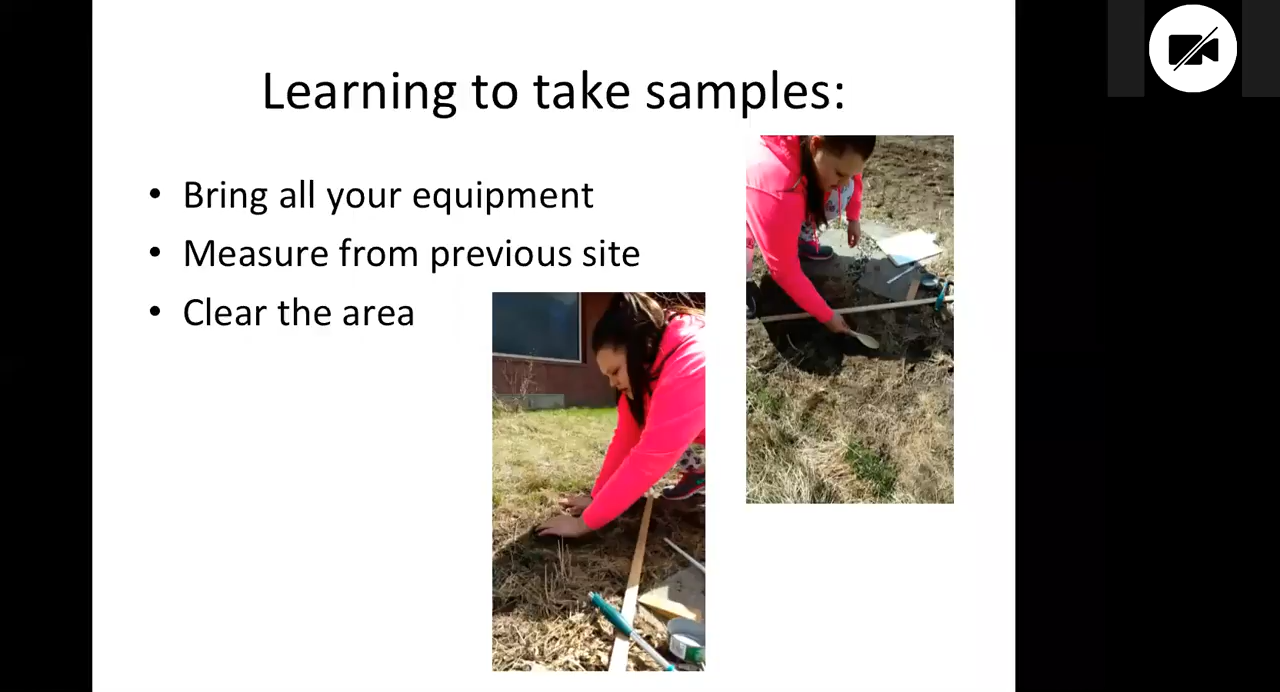 Learning to take samples:
• Bring all your equipment
• Measure from previous site
• Clear the area